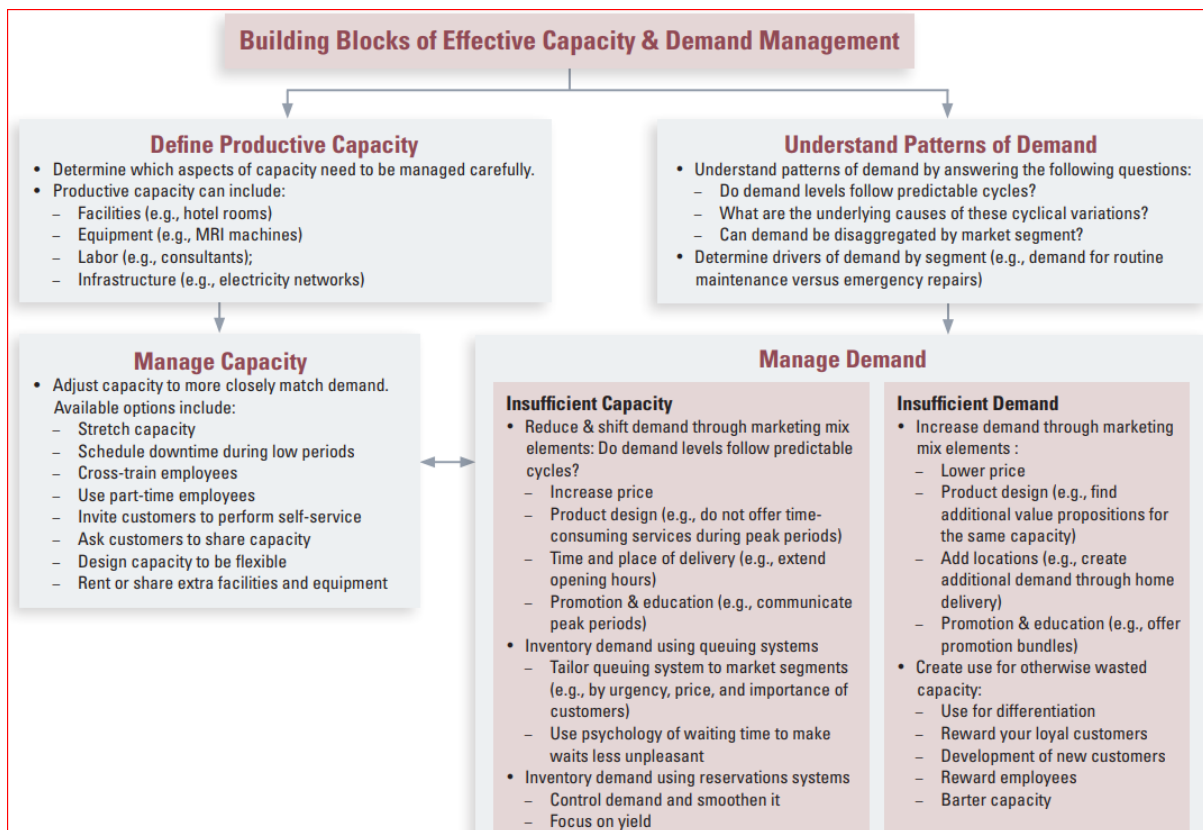 Building Blocks of Effective Capacity & Demand Management
Define Productive Capacity
• Determine which aspects of capacity need to be managed carefully.
• Productive capacity can include:
– Facilities (e.g., hotel rooms)
– Equipment (e.g., MRI machines)
– Labor (e.g., consultants);
– Infrastructure (e.g., electricity networks)
Understand Patterns of Demand
• Understand patterns of demand by answering the following questions:
– Do demand levels follow predictable cycles?
– What are the underlying causes of these cyclical variations?
– Can demand be disaggregated by market segment?
• Determine drivers of demand by segment (e.g., demand for routine
maintenance versus emergency repairs)
Manage Capacity
• Adjust capacity to more closely match demand.
Available options include:
– Stretch capacity
– Schedule downtime during low periods
– Cross-train employees
– Use part-time employees
– Invite customers to perform self-service
– Ask customers to share capacity
– Design capacity to be flexible
– Rent or share extra facilities and equipment
Manage Demand
Insufficient Capacity
• Reduce & shift demand through marketing mix
elements: Do demand levels follow predictable
cycles?
– Increase price
– Product design (e.g., do not offer time-
consuming services during peak periods)
– Time and place of delivery (e.g., extend
opening hours)
– Promotion & education (e.g., communicate
peak periods)
• Inventory demand using queuing systems
– Tailor queuing system to market segments
(e.g., by urgency, price, and importance of
customers)
– Use psychology of waiting time to make
waits less unpleasant
• Inventory demand using reservations systems
– Control demand and smoothen it
– Focus on yield
Insufficient Demand
• Increase demand through marketing
mix elements :
– Lower price
– Product design (e.g., find
additional value propositions for
the same capacity)
– Add locations (e.g., create
additional demand through home
delivery)
– Promotion & education (e.g., offer
promotion bundles)
• Create use for otherwise wasted
capacity:
– Use for differentiation
– Reward your loyal customers
– Development of new customers
– Reward employees
– Barter capacity